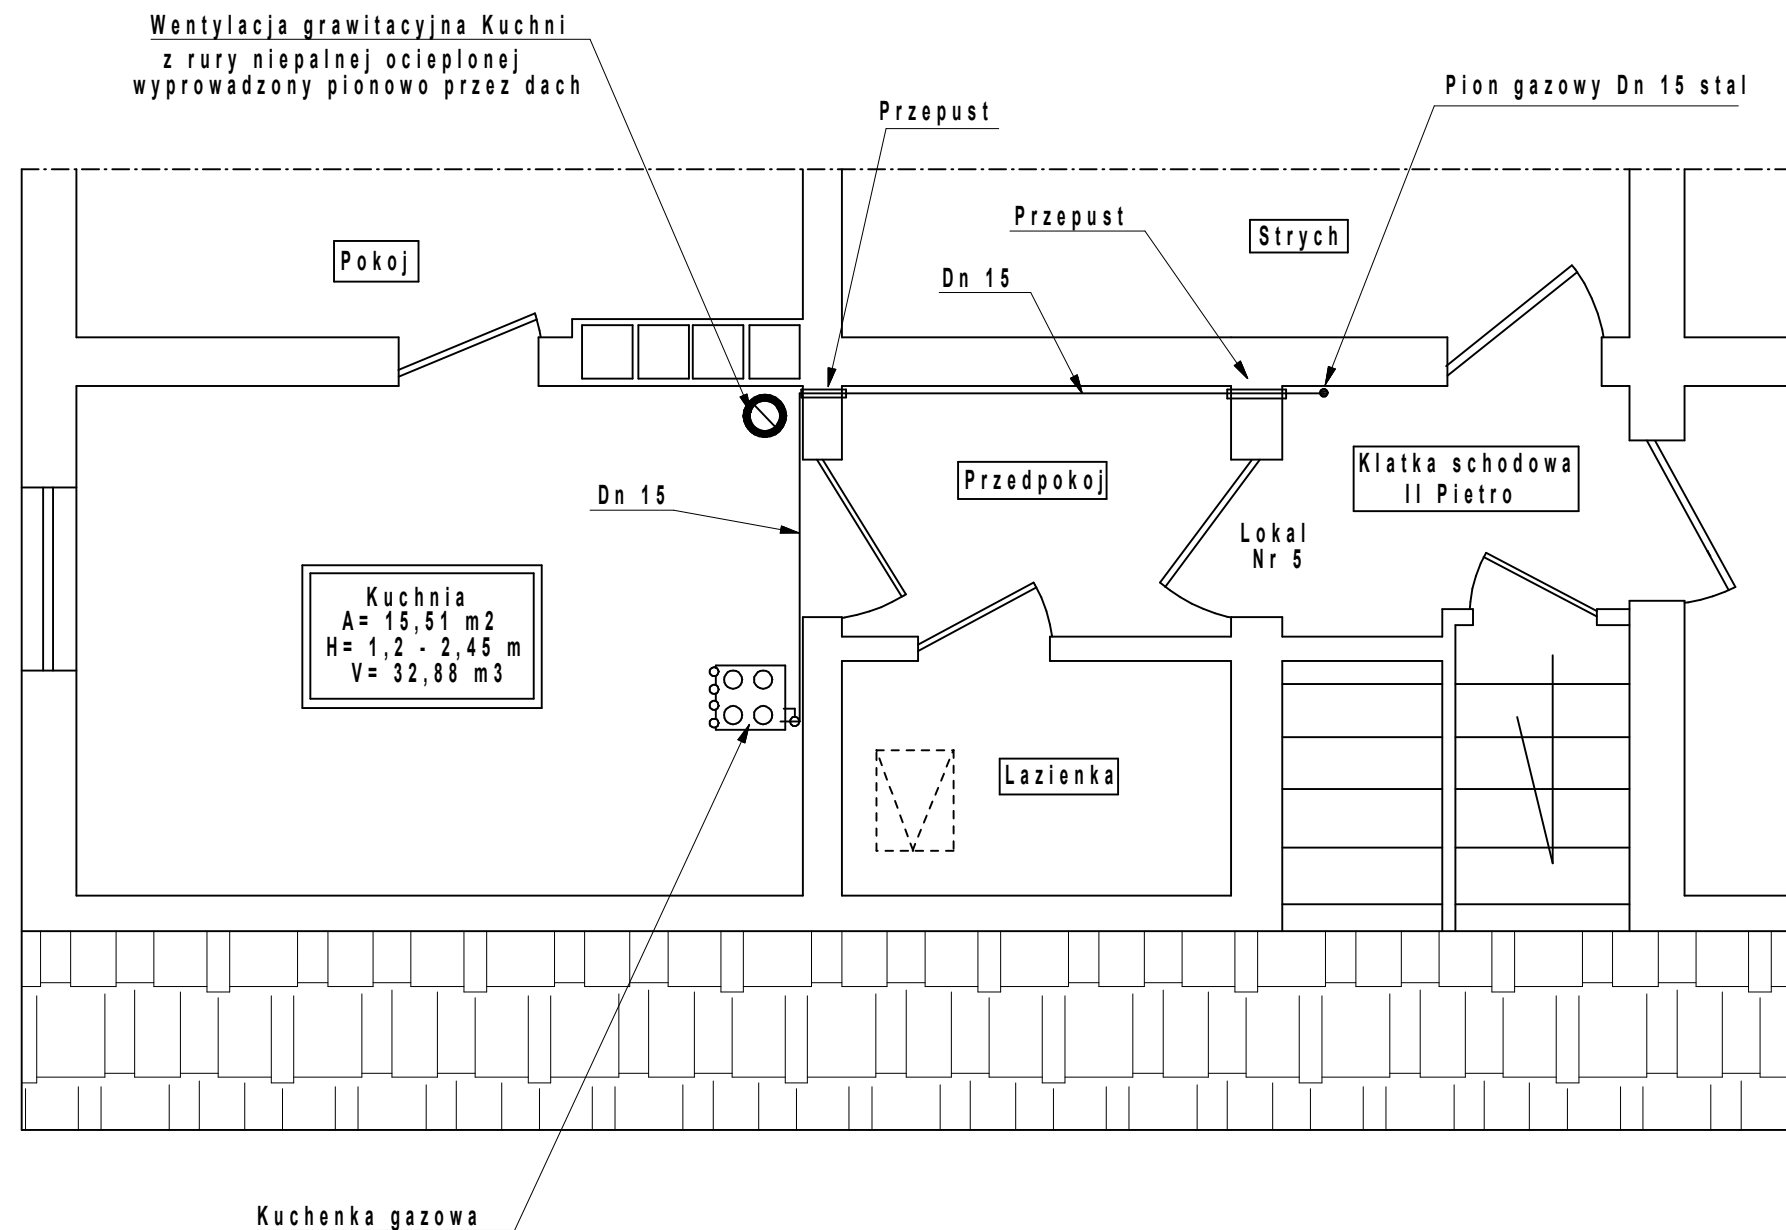 Wentylacja grawitacyjna Kuchni
z rury niepalnej ocieplonej
wyprowadzony pionowo przez dach
Pion gazowy Dn 15 stal
Przepust
Przepust
Strych
Pokoj
Dn 15
Przedpokoj
Klatka schodowa
II Pietro
Dn 15
Lokal
Nr 5
Kuchnia
A= 15,51 m2
H= 1,2 - 2,45 m
V= 32,88 m3
Lazienka
Kuchenka gazowa